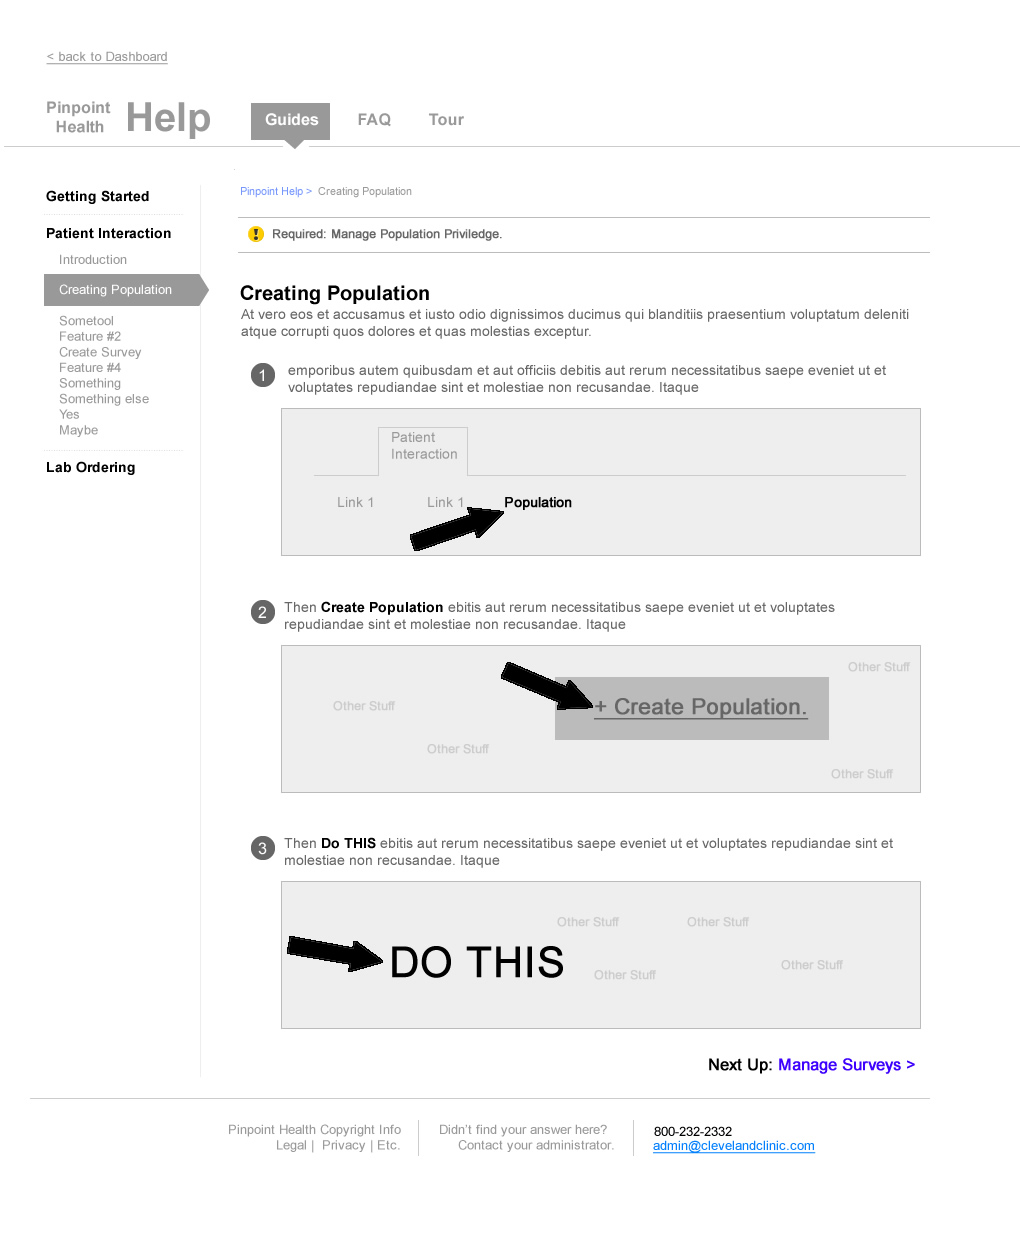 < back to Dashboard
Pinpoint
Health
Help
Guides
FAQ
Tour
Getting Started
Patient Interaction
Introduction
Creating Population
Sometool
Feature #2
Create Survey
Feature #4
Something
Something else
Yes
Maybe
Lab Ordering
Pinpoint Help > Creating Population
Required: Manage Population Priviledge.
Creating Population
At vero eos et accusamus et iusto odio dignissimos ducimus qui blanditiis praesentium voluptatum deleniti
atque corrupti quos dolores et quas molestias exceptur.
1
emporibus autem quibusdam et aut officiis debitis aut rerum necessitatibus saepe eveniet ut et
voluptates repudiandae sint et molestiae non recusandae. Itaque
Patient
Interaction
Link 1
Link 1
Population
2
Then Create Population ebitis aut rerum necessitatibus saepe eveniet ut et voluptates
repudiandae sint et molestiae non recusandae. Itaque
Other Stuff
Other Stuff
+ Create Population.
Other Stuff
Other Stuff
3
Then Do THIS ebitis aut rerum necessitatibus saepe eveniet ut et voluptates repudiandae sint et
molestiae non recusandae. Itaque
Other Stuff
Other Stuff
DO THIS
Other Stuff
Other Stuff
Next Up: Manage Surveys >
Pinpoint Health Copyright Info
Legal | Privacy | Etc.
Didn't find your answer here?
Contact your administrator.
800-232-2332
admin@clevelandclinic.com